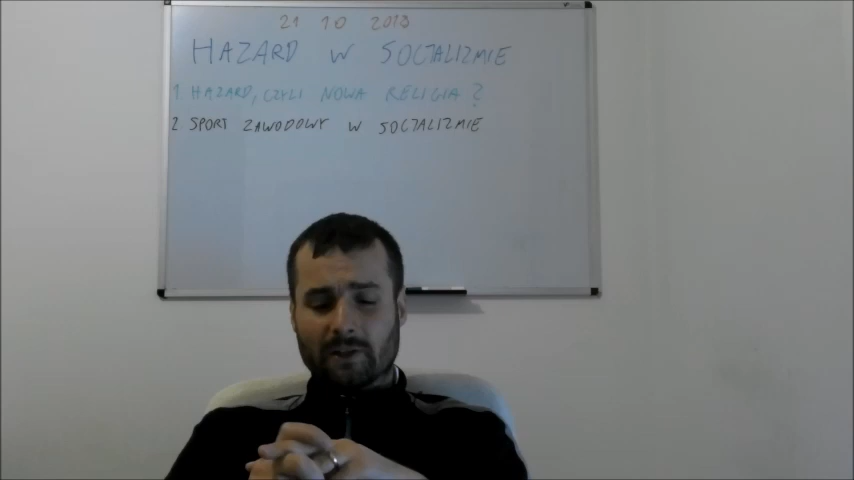 21 10 2013
HAZARD W SOCJALIZMIE
1. HAZARD, CZYLI NOWA RELIGIA?
2. SPORT ZAWODOWY W SOCJALIZMIE